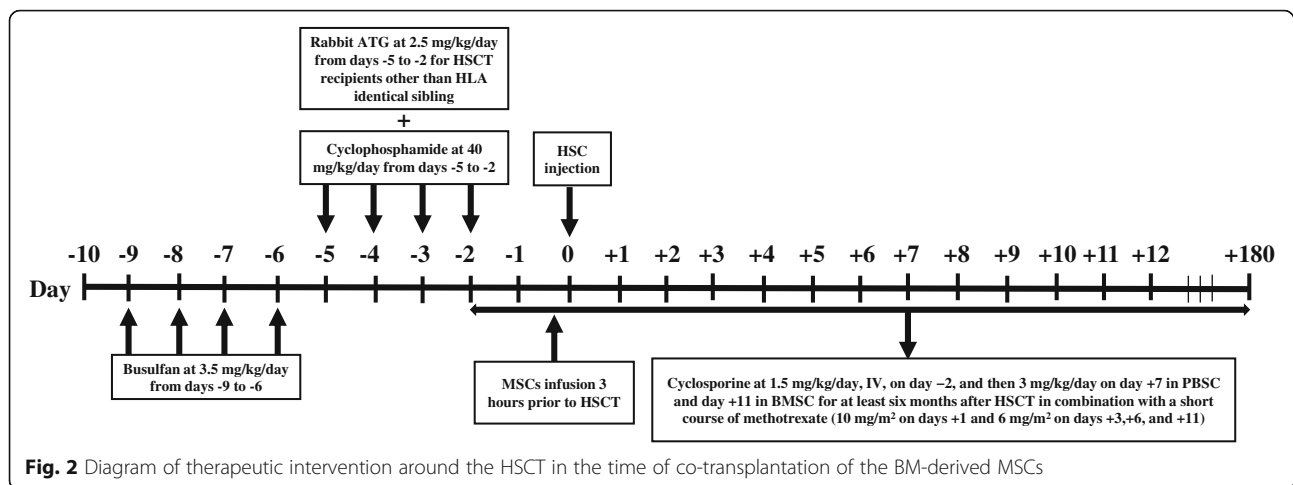 Rabbit ATG at 2.5 mg/kg/day
from days -5 to -2 for HSCT
recipients other than HLA
identical sibling
+
Cyclophosphamide at 40
mg/kg/day from days -5 to -2
HSC
injection
-10 -9 -8 -7 -6 -5 -4 -3 -2 -1 0 +1 +2 +3 +4 +5 +6 +7 +8 +9 +10 +11 +12 +180
Day
Busulfan at 3.5 mg/kg/day
from days -9 to -6
MSCs infusion 3
hours prior to HSCT
Cyclosporine at 1.5 mg/kg/day, IV, on day −2, and then 3 mg/kg/day on day +7 in PBSC
and day +11 in BMSC for at least six months after HSCT in combination with a short
course of methotrexate (10 mg/m² on days +1 and 6 mg/m² on days +3,+6, and +11)
Fig. 2 Diagram of therapeutic intervention around the HSCT in the time of co-transplantation of the BM-derived MSCs